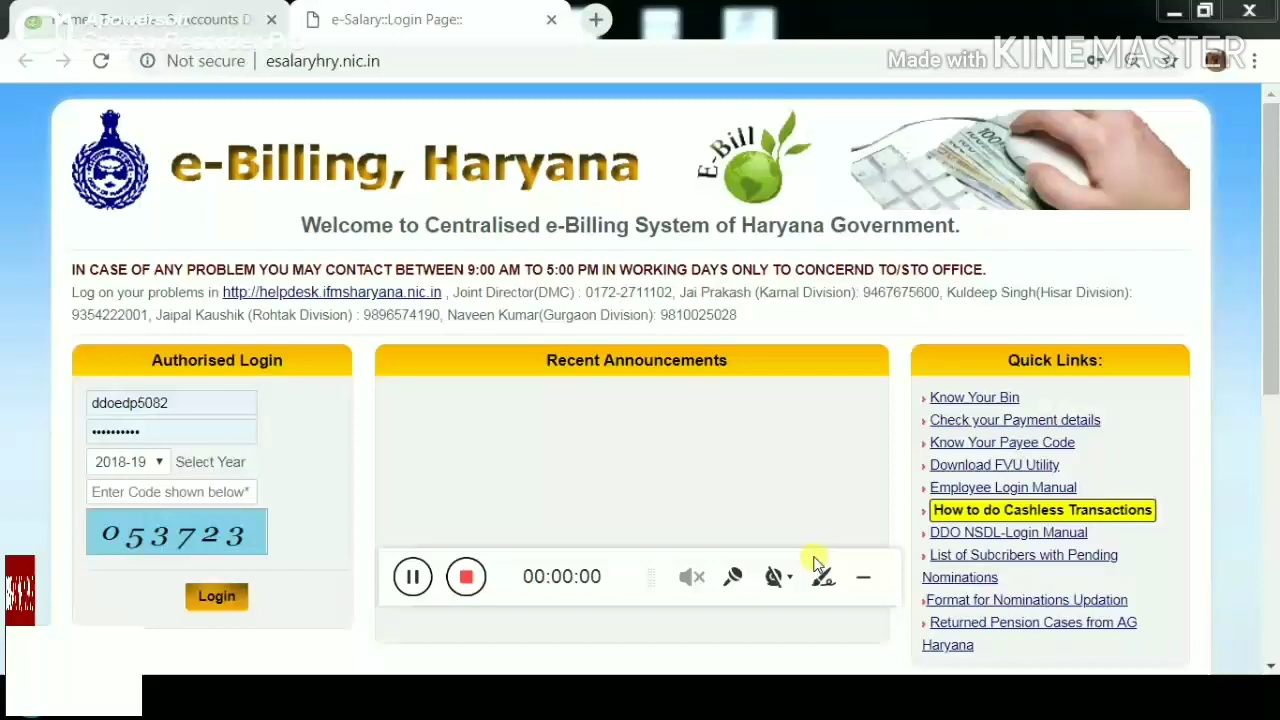 e-Salary::Login Page::
Not secure | esalaryhry.nic.in
Made with KINEMASTER
E-Bill
e-Billing, Haryana
Welcome to Centralised e-Billing System of Haryana Government.
IN CASE OF ANY PROBLEM YOU MAY CONTACT BETWEEN 9:00 AM TO 5:00 PM IN WORKING DAYS ONLY TO CONCERND TO/STO OFFICE.
Log on your problems in http://helpdesk.ifmsharyana.nic.in , Joint Director(DMC) : 0172-2711102, Jai Prakash (Karnal Division): 9467675600, Kuldeep Singh(Hisar Division):
9354222001, Jaipal Kaushik (Rohtak Division) : 9896574190, Naveen Kumar(Gurgaon Division): 9810025028
Authorised Login
ddoedp5082
••••••••••
2018-19 Select Year
Enter Code shown below*
053723
Login
Recent Announcements
00:00:00
Quick Links:
Know Your Bin
Check your Payment details
Know Your Payee Code
Download FVU Utility
Employee Login Manual
How to do Cashless Transactions
DDO NSDL-Login Manual
List of Subcribers with Pending
Nominations
Format for Nominations Updation
Returned Pension Cases from AG
Haryana